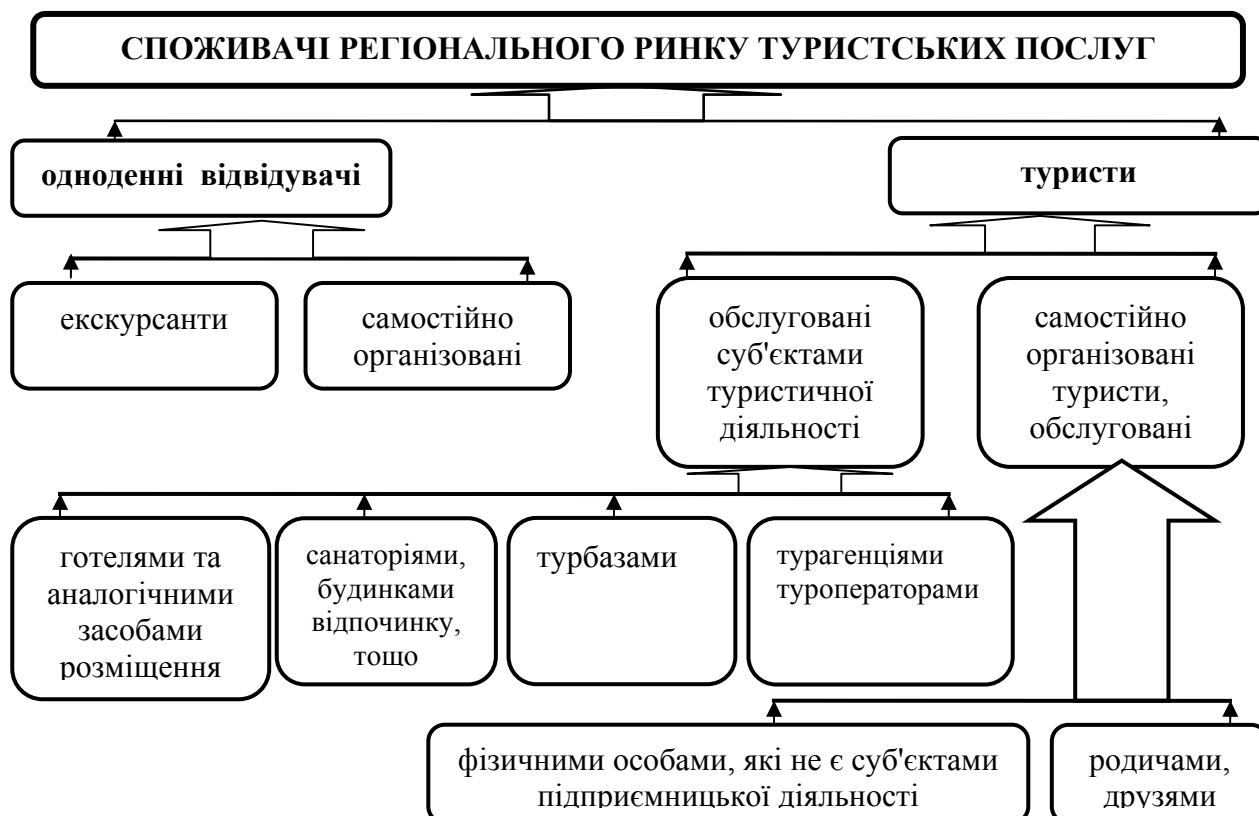 СПОЖИВАЧІ РЕГІОНАЛЬНОГО РИНКУ ТУРИСТСЬКИХ ПОСЛУГ
одноденні відвідувачі
туристи
екскурсанти
самостійно
організовані
обслуговані
суб'єктами
туристичної
діяльності
самостійно
організовані
туристи,
обслуговані
готелями та
аналогічними
засобами
розміщення
санаторіями,
будинками
відпочинку,
тощо
турбазами
турагенціями
туроператорами
фізичними особами, які не є суб'єктами
підприємницької діяльності
родичами,
друзями